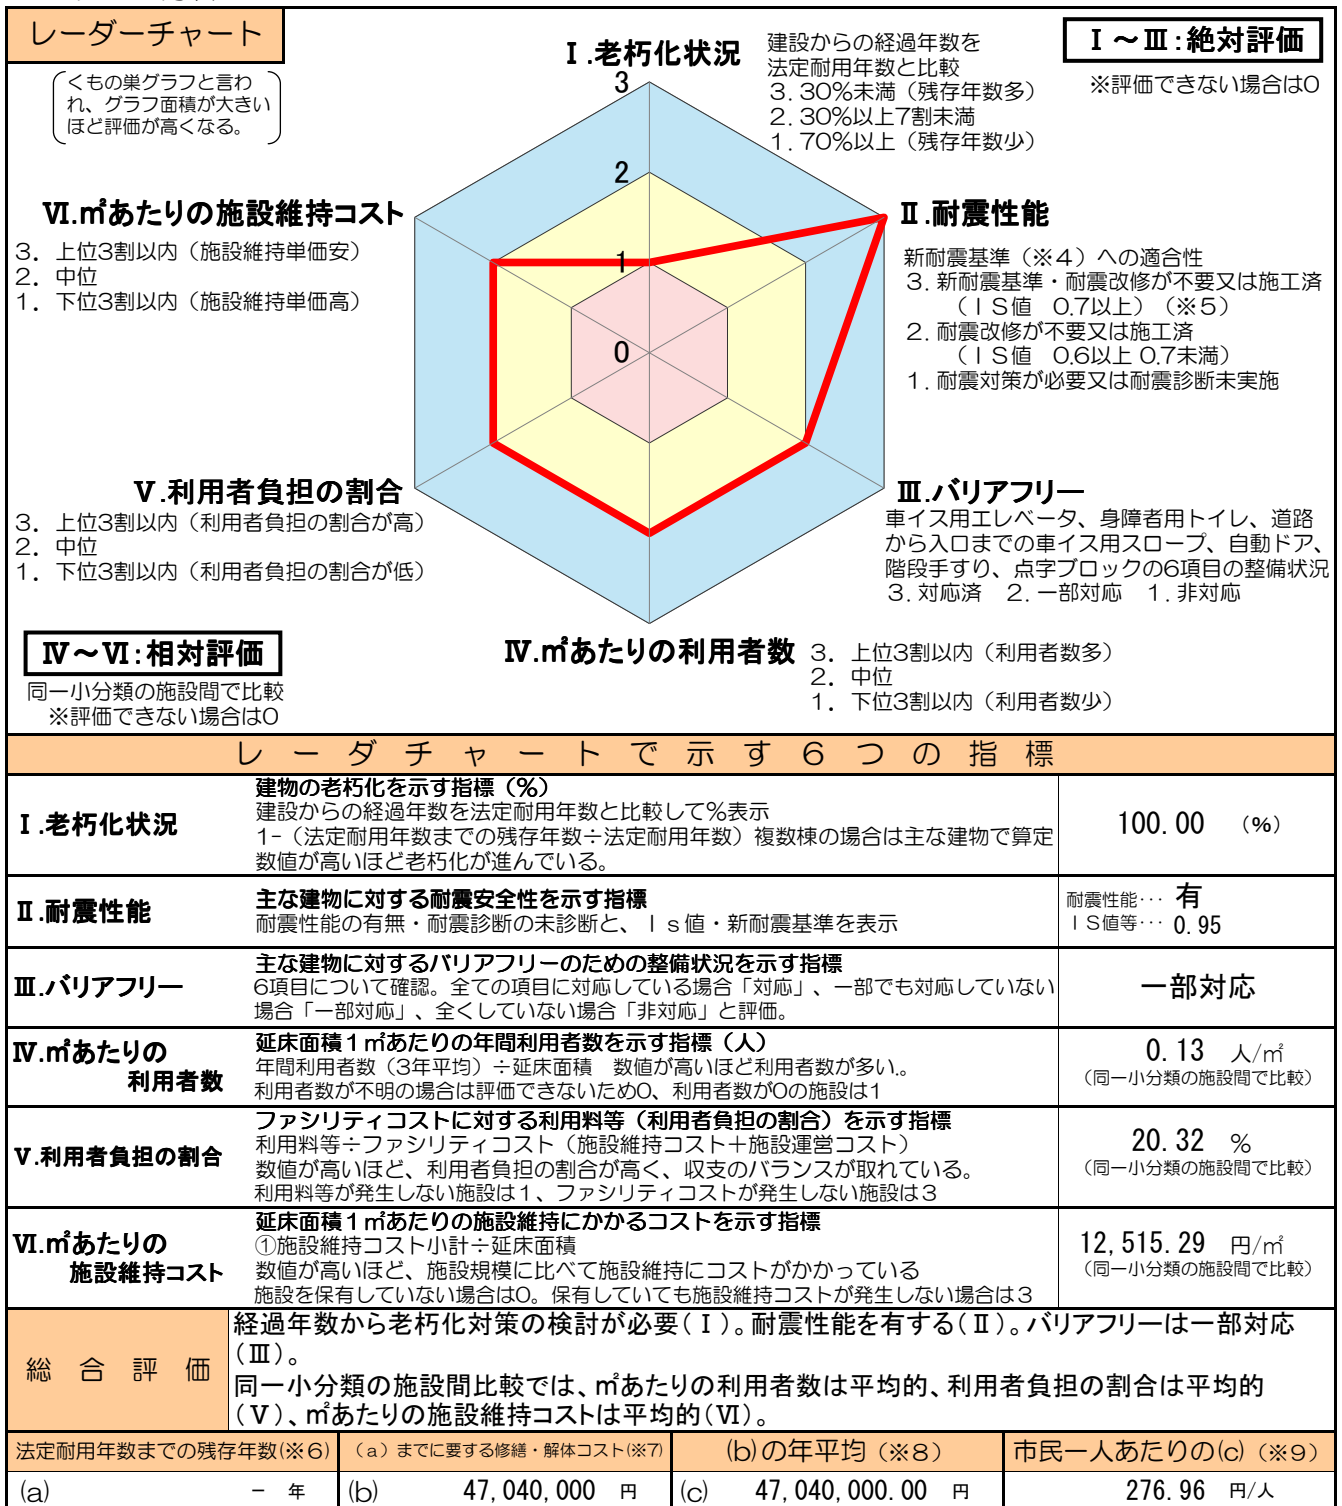 レーダーチャート
くもの巣グラフと言わ
れ、グラフ面積が大きい
ほど評価が高くなる。
Ⅰ.老朽化状況
建設からの経過年数を
法定耐用年数と比較
3.30%未満（残存年数多）
2.30%以上7割未満
1.70%以上（残存年数少）
Ⅰ～Ⅲ:絶対評価
※評価できない場合は0
3
2
1
0
Ⅵ.㎡あたりの施設維持コスト
3. 上位3割以内（施設維持単価安）
2. 中位
1. 下位3割以内（施設維持単価高）
Ⅱ.耐震性能
新耐震基準（※4）への適合性
3.新耐震基準・耐震改修が不要又は施工済
（ＩＳ値 0.7以上）（※5）
2.耐震改修が不要又は施工済
（ＩＳ値 0.6以上 0.7未満）
1.耐震対策が必要又は耐震診断未実施
Ⅴ.利用者負担の割合
3. 上位3割以内（利用者負担の割合が高）
2. 中位
1. 下位3割以内（利用者負担の割合が低）
Ⅲ.バリアフリー
車イス用エレベータ、身障者用トイレ、道路
から入口までの車イス用スロープ、自動ドア、
階段手すり、点字ブロックの6項目の整備状況
3.対応済 2.一部対応 1.非対応
Ⅳ～Ⅵ:相対評価
同一小分類の施設間で比較
※評価できない場合は0
Ⅳ.㎡あたりの利用者数
3. 上位3割以内（利用者数多）
2. 中位
1. 下位3割以内（利用者数少）
レーダチャートで示す6つの指標
Ⅰ.老朽化状況
建物の老朽化を示す指標（%）
建設からの経過年数を法定耐用年数と比較して%表示
1-（法定耐用年数までの残存年数÷法定耐用年数）複数棟の場合は主な建物で算定
数値が高いほど老朽化が進んでいる。
100.00 （%）
Ⅱ.耐震性能
主な建物に対する耐震安全性を示す指標
耐震性能の有無・耐震診断の未診断と、Ｉｓ値・新耐震基準を表示
耐震性能… 有
ＩＳ値等… 0.95
Ⅲ.バリアフリー
主な建物に対するバリアフリーのための整備状況を示す指標
6項目について確認。全ての項目に対応している場合「対応」、一部でも対応していない
場合「一部対応」、全くしていない場合「非対応」と評価。
一部対応
Ⅳ.㎡あたりの
利用者数
延床面積１㎡あたりの年間利用者数を示す指標（人）
年間利用者数（3年平均）÷延床面積 数値が高いほど利用者数が多い。
利用者数が不明の場合は評価できないため0、利用者数が0の施設は1
0.13 人/㎡
（同一小分類の施設間で比較）
Ⅴ.利用者負担の割合
ファシリティコストに対する利用料等（利用者負担の割合）を示す指標
利用料等÷ファシリティコスト（施設維持コスト＋施設運営コスト）
数値が高いほど、利用者負担の割合が高く、収支のバランスが取れている。
利用料等が発生しない施設は１、ファシリティコストが発生しない施設は３
20.32 %
（同一小分類の施設間で比較）
Ⅵ.㎡あたりの
施設維持コスト
延床面積１㎡あたりの施設維持にかかるコストを示す指標
①施設維持コスト小計÷延床面積
数値が高いほど、施設規模に比べて施設維持にコストがかかっている
施設を保有していない場合は0。保有していても施設維持コストが発生しない場合は３
12,515.29 円/㎡
（同一小分類の施設間で比較）
総合評価
経過年数から老朽化対策の検討が必要(Ⅰ)。耐震性能を有する(Ⅱ)。バリアフリーは一部対応
(Ⅲ)。
同一小分類の施設間比較では、㎡あたりの利用者数は平均的、利用者負担の割合は平均的
(Ⅴ)、㎡あたりの施設維持コストは平均的(Ⅵ)。
法定耐用年数までの残存年数(※6)
（a）までに要する修繕・解体コスト(※7)
(b)の年平均（※8）
市民一人あたりの(c)（※9）
(a) － 年
(b) 47,040,000 円
(c) 47,040,000.00 円
276.96 円/人